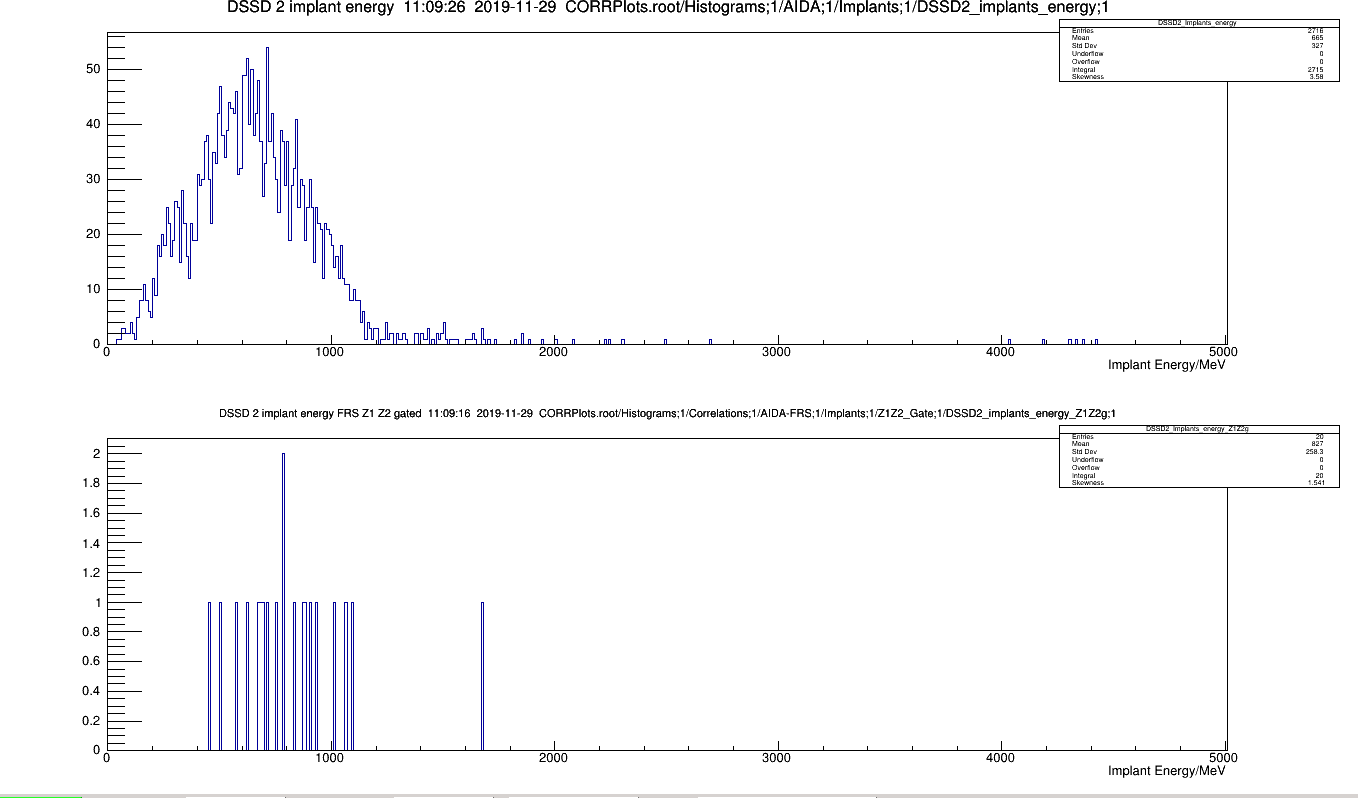 DSSD 2 implant energy 11:09:26 2019-11-29 CORRPlots.root/Histograms;1/AIDA;1/Implants;1/DSSD2_implants_energy;1
DSSD2_implants_energy
Entries 2716
Mean 665
Std Dev 327
Underflow 0
Overflow 0
Integral 2715
Skewness 3.58
50
40
30
20
10
0
0 1000 2000 3000 4000 5000
Implant Energy/MeV
DSSD 2 implant energy FRS Z1 Z2 gated 11:09:16 2019-11-29 CORRPlots.root/Histograms;1/Correlations;1/AIDA-FRS;1/Implants;1/Z1Z2_Gate;1/DSSD2_implants_energy_Z1Z2g;1
DSSD2_implants_energy_Z1Z2g
Entries 20
Mean 827
Std Dev 258.3
Underflow 0
Overflow 0
Integral 20
Skewness 1.541
2
1.8
1.6
1.4
1.2
1
0.8
0.6
0.4
0.2
0
0 1000 2000 3000 4000 5000
Implant Energy/MeV